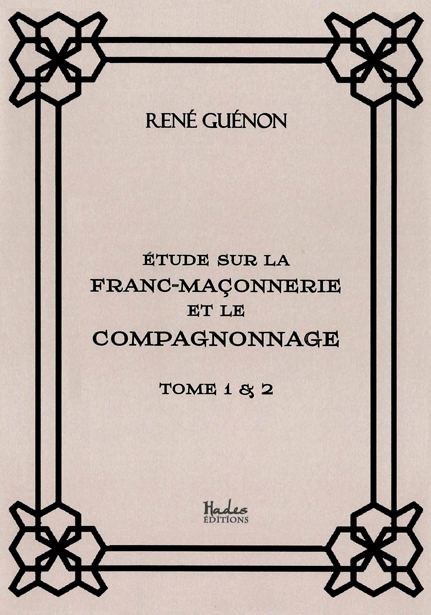 RENÉ GUÉNON
ÉTUDE SUR LA
FRANC-MAÇONNERIE
ET LE
COMPAGNONNAGE
TOME 1 & 2
Hades
ÉDITIONS